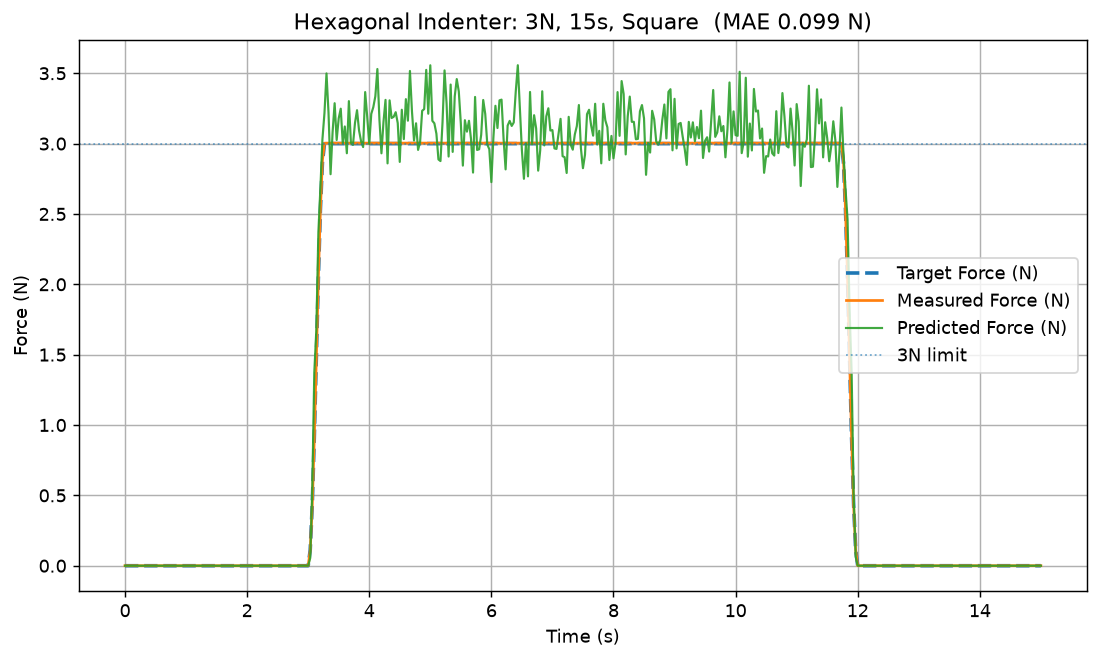 Hexagonal Indenter: 3N, 15s, Square  (MAE 0.099 N)
3.5
3.0
2.5
2.0
1.5
1.0
0.5
0.0
Force (N)
Target Force (N)
Measured Force (N)
Predicted Force (N)
3N limit
0 2 4 6 8 10 12 14
Time (s)